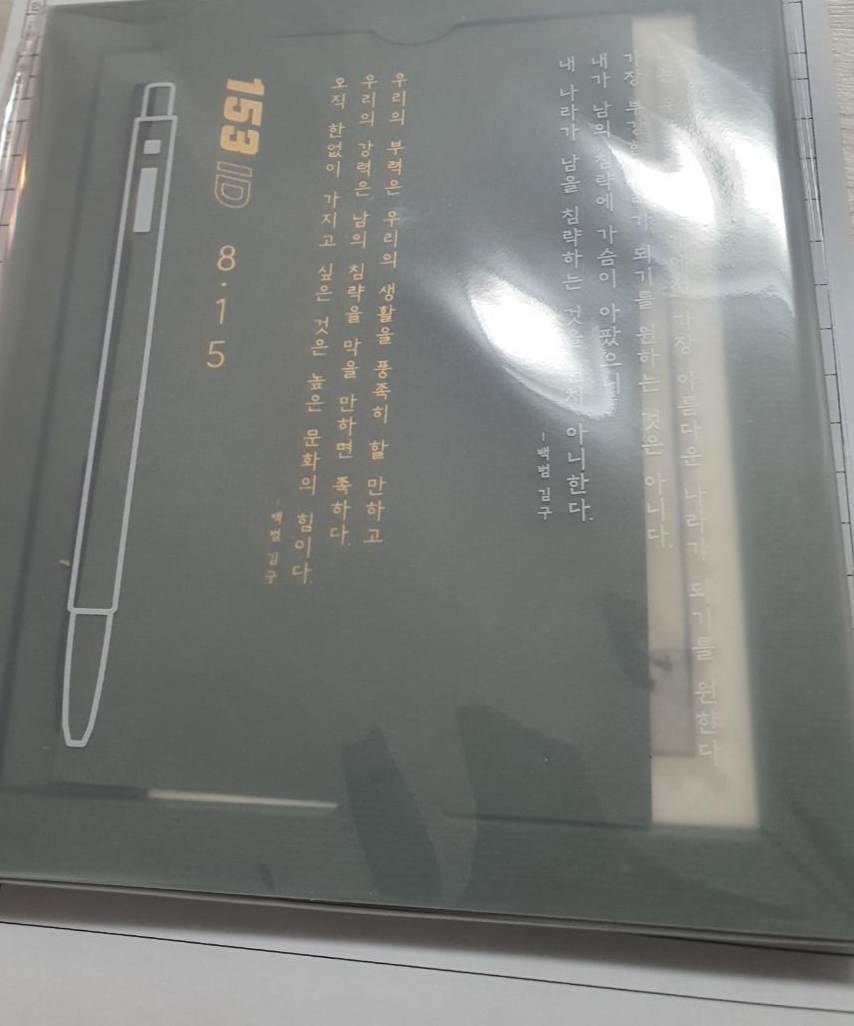 가장 아름다운 나라가 되기를 원한다
가장 부강한 되기를 원하는 것은 아니다.
내가 남의 침략에 가슴이 아팠으니
내 나라가 남을 침략하는 것을 아니한다.
– 백범 김구
우리의 부력은 우리의 생활을 풍족히 할 만하고
우리의 강력은 남의 침략을 막을 만하면 족하다.
오직 한없이 가지고 싶은 것은 높은 문화의 힘이다.
- 백범 김구
153 ID 8·15